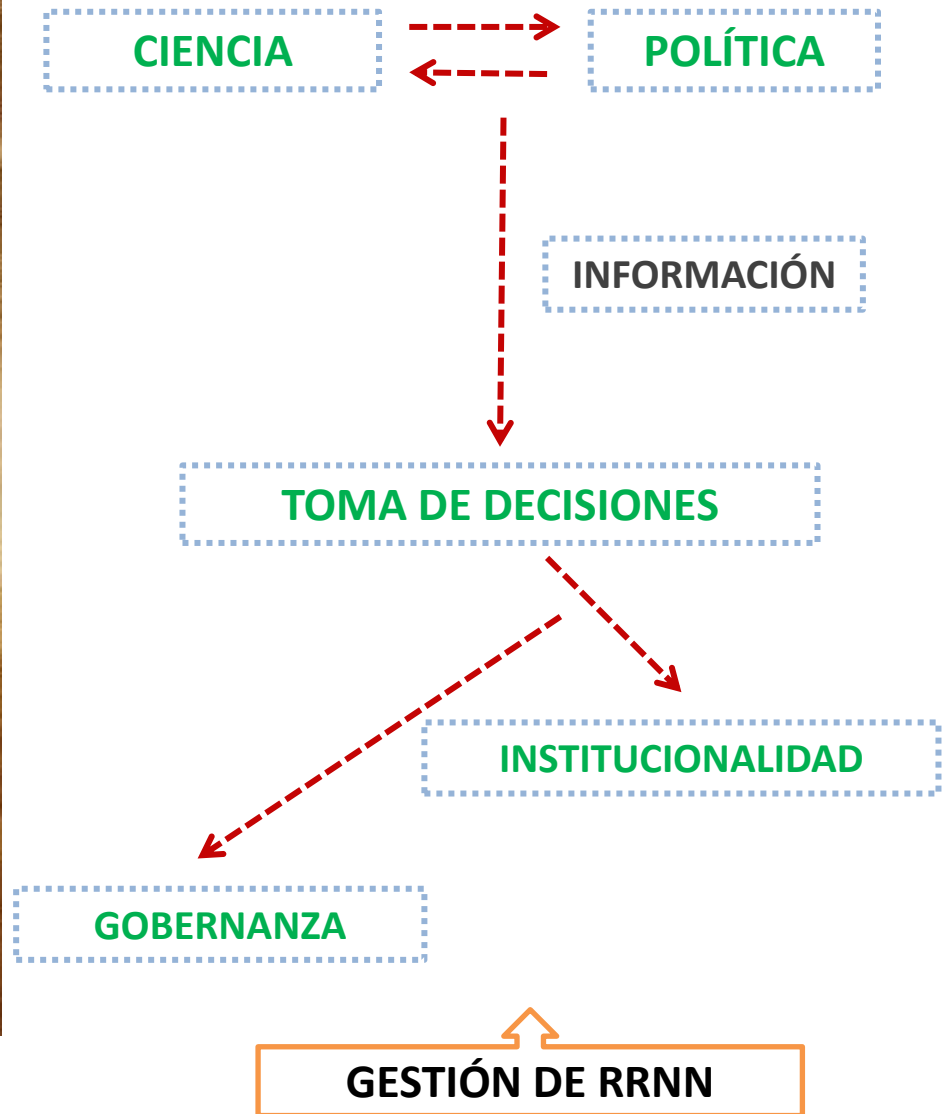 CIENCIA
POLÍTICA
INFORMACIÓN
TOMA DE DECISIONES
INSTITUCIONALIDAD
GOBERNANZA
GESTIÓN DE RRNN